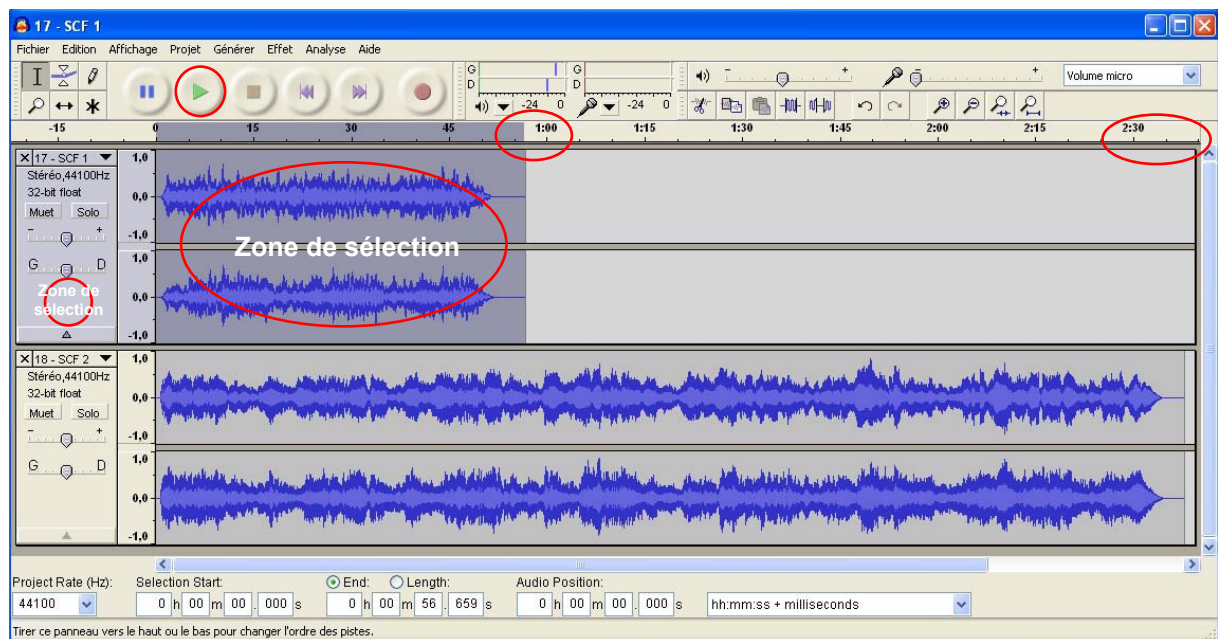 17 - SCF 1
Fichier Edition Affichage Projet Générer Effet Analyse Aide
G
D
-24 0
G
D
-24 0
- +
- +
Volume micro
-15 0 15 30 45 1:00 1:15 1:30 1:45 2:00 2:15 2:30
17 - SCF 1
Stéréo,44100Hz
32-bit float
Muet Solo
- +
G D
Zone de
sélection
1,0
0,0
-1,0
1,0
0,0
-1,0
Zone de sélection
18 - SCF 2
Stéréo,44100Hz
32-bit float
Muet Solo
- +
G D
1,0
0,0
-1,0
1,0
0,0
-1,0
Project Rate (Hz): Selection Start: End: Length: Audio Position:
44100 0 h 00 m 00 . 000 s 0 h 00 m 56 . 659 s 0 h 00 m 00 . 000 s hh:mm:ss + milliseconds
Tirer ce panneau vers le haut ou le bas pour changer l'ordre des pistes.